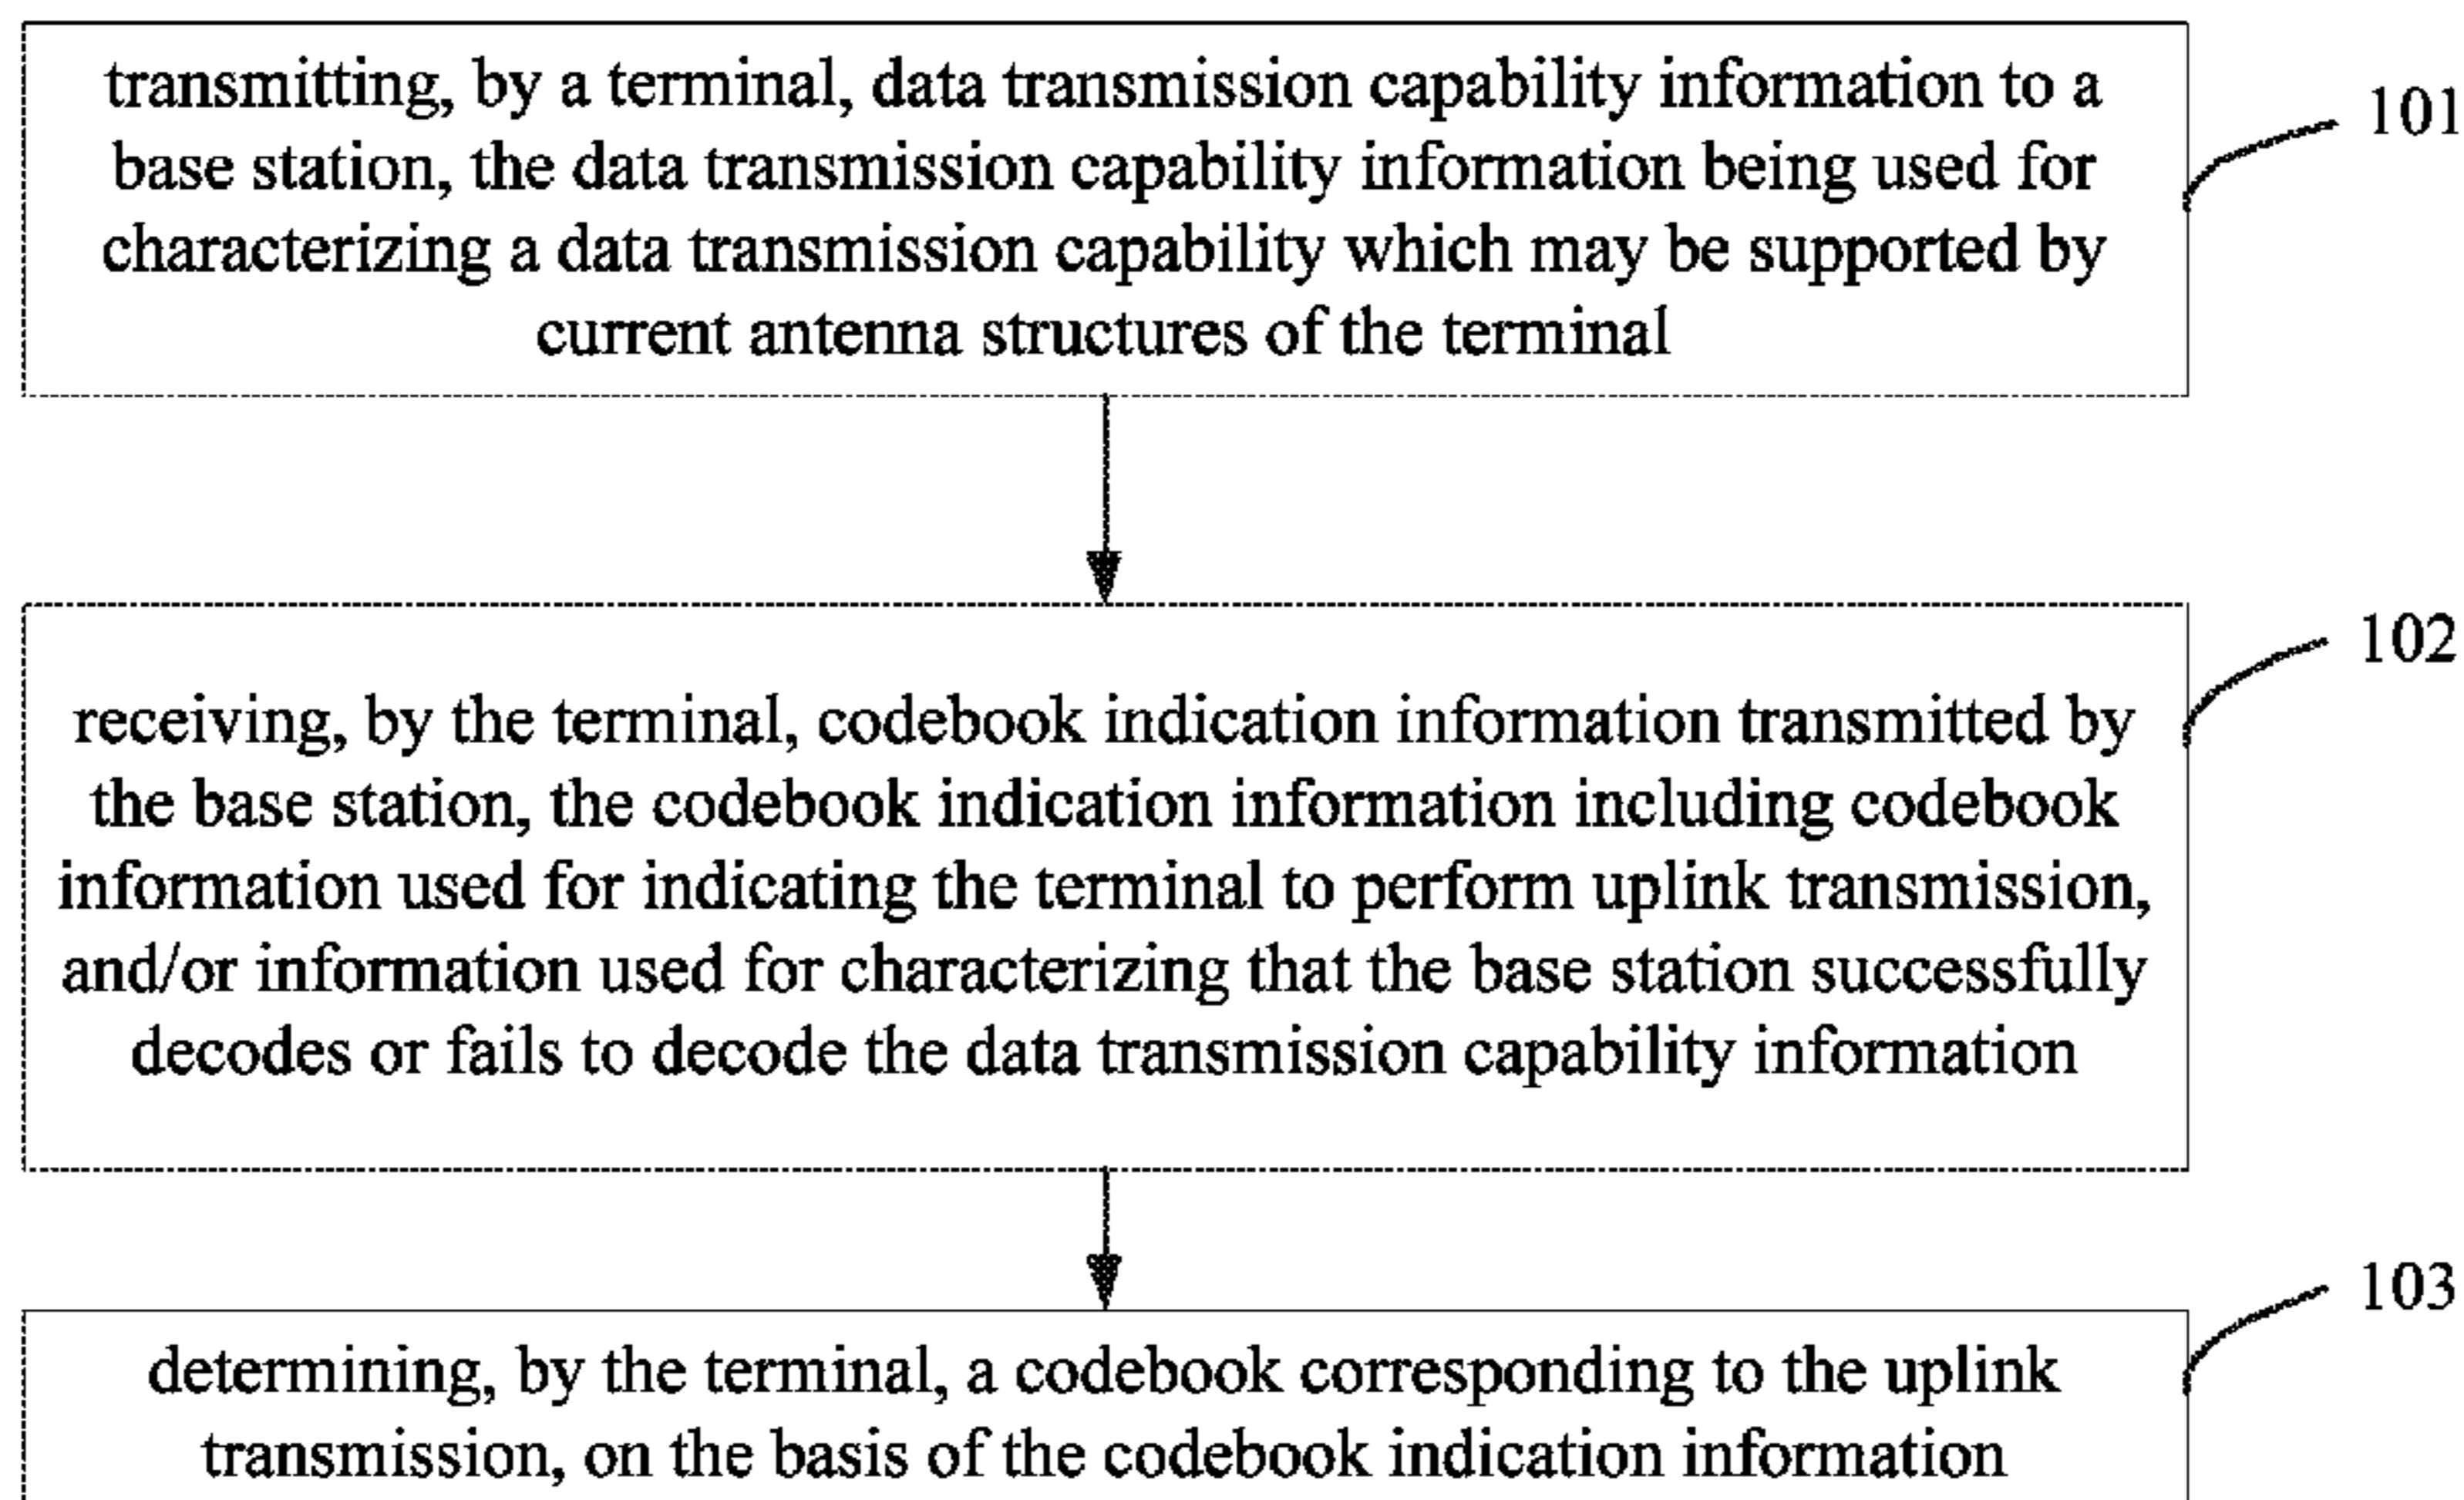 transmitting, by a terminal, data transmission capability information to a
base station, the data transmission capability information being used for
characterizing a data transmission capability which may be supported by
current antenna structures of the terminal
101
receiving, by the terminal, codebook indication information transmitted by
the base station, the codebook indication information including codebook
information used for indicating the terminal to perform uplink transmission,
and/or information used for characterizing that the base station successfully
decodes or fails to decode the data transmission capability information
102
determining, by the terminal, a codebook corresponding to the uplink
transmission, on the basis of the codebook indication information
103